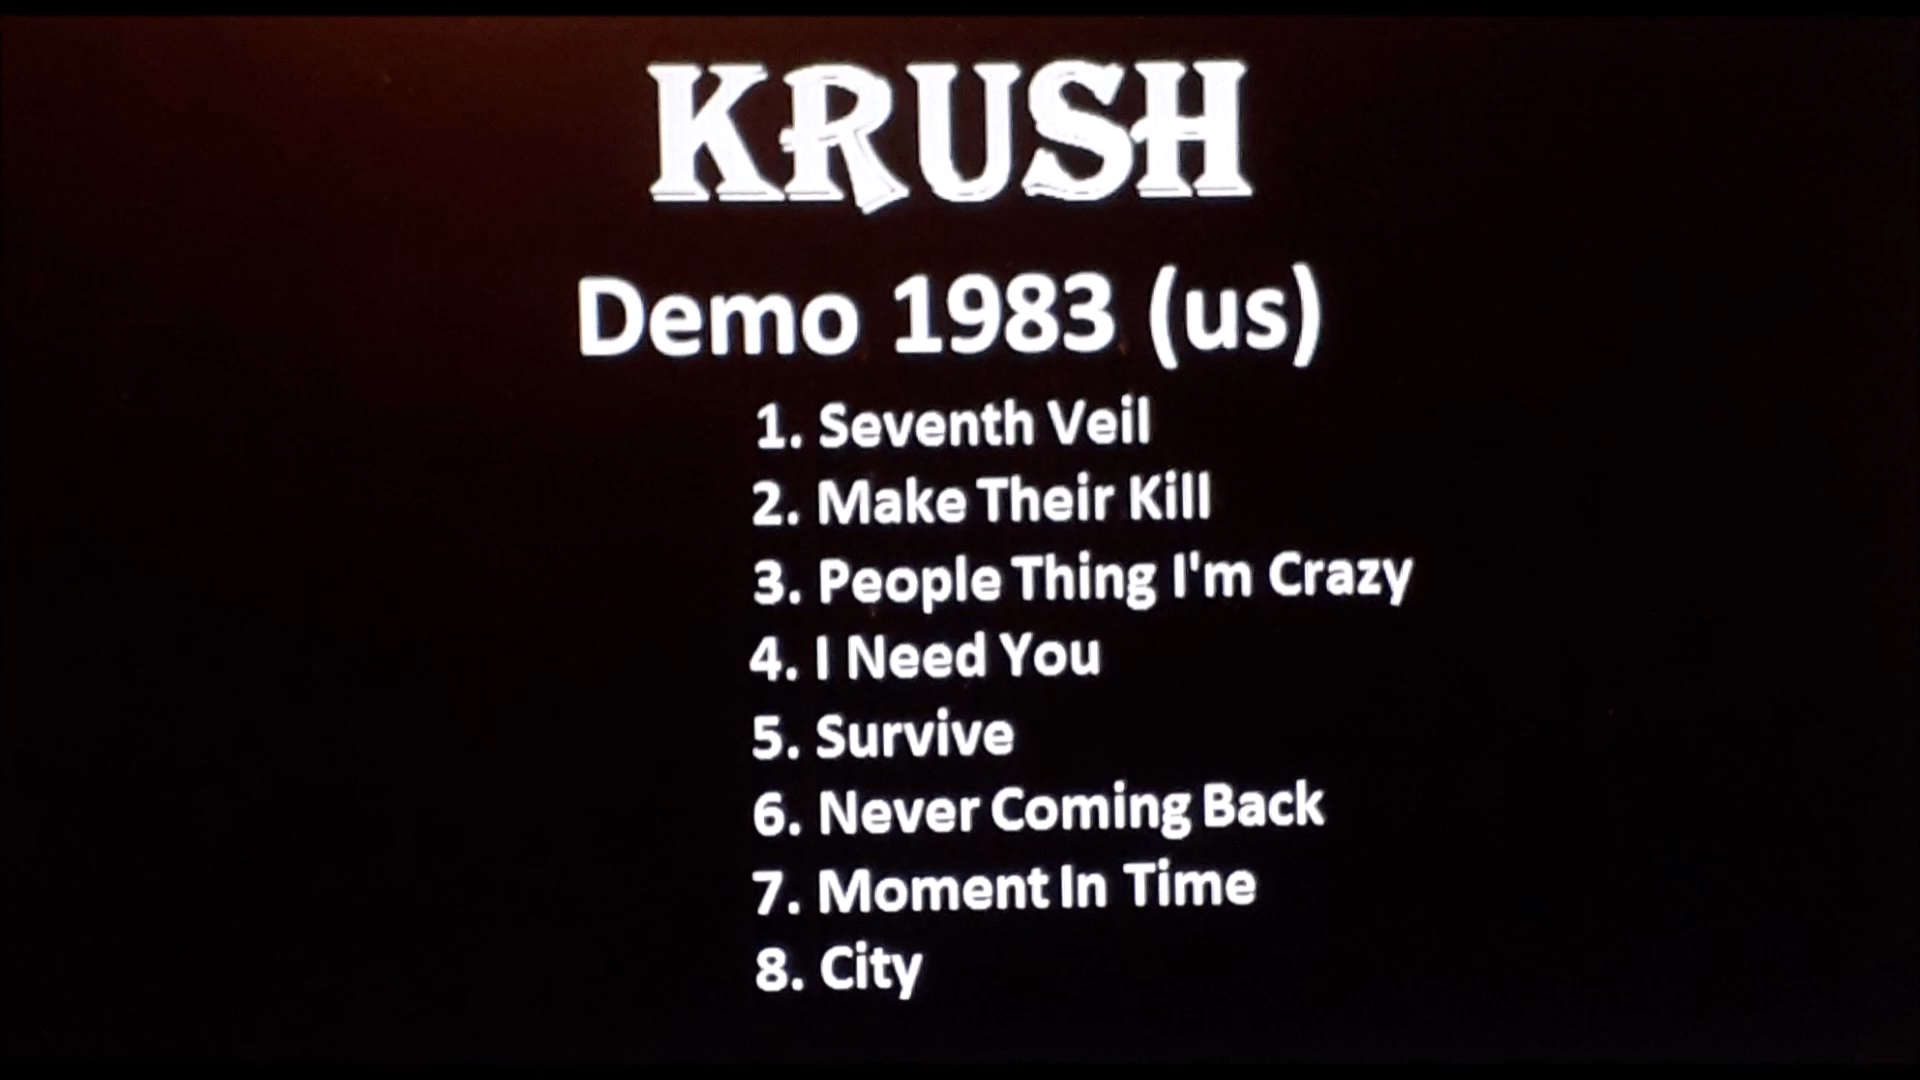 KRUSH
Demo 1983 (us)
1. Seventh Veil
2. Make Their Kill
3. People Thing I'm Crazy
4. I Need You
5. Survive
6. Never Coming Back
7. Moment In Time
8. City